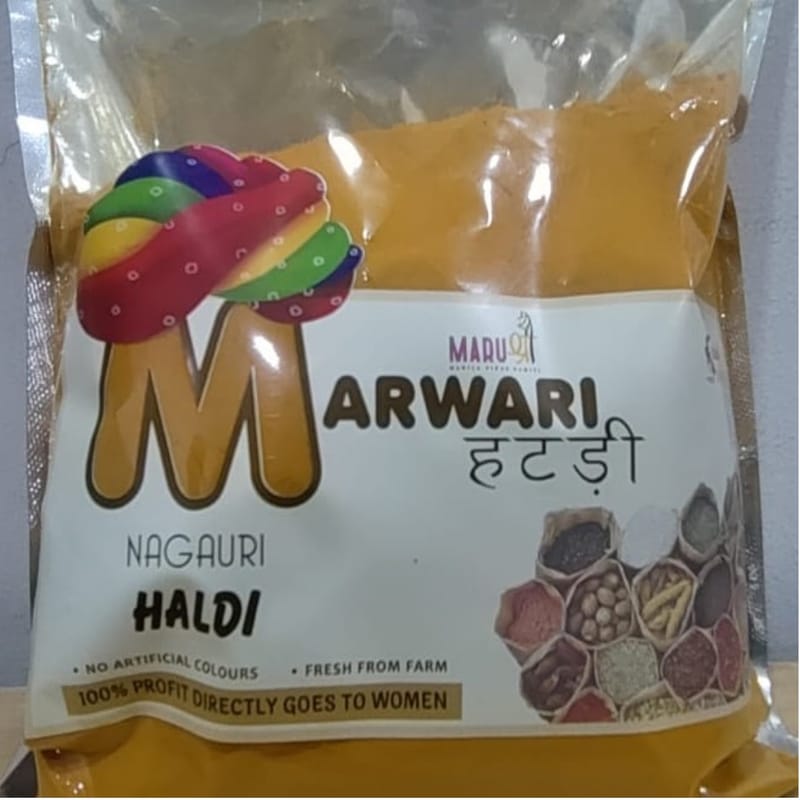 MARUश्री
MARWARI
हटड़ी
NAGAURI
HALDI
• NO ARTIFICIAL COLOURS • FRESH FROM FARM
100% PROFIT DIRECTLY GOES TO WOMEN